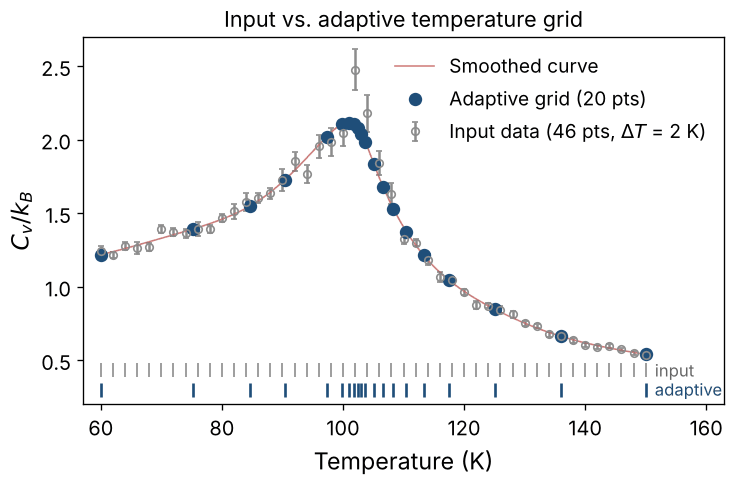 Input vs. adaptive temperature grid
Smoothed curve
Adaptive grid (20 pts)
Input data (46 pts, ΔT = 2 K)
C_v/k_B
2.5
2.0
1.5
1.0
0.5
input
adaptive
60
80
100
120
140
160
Temperature (K)